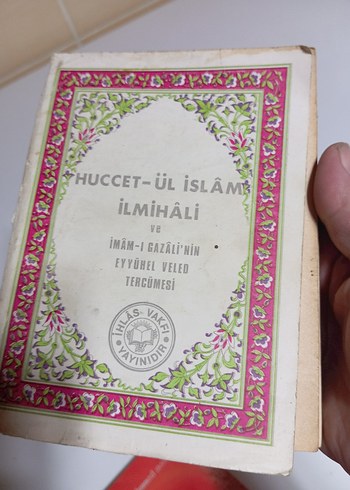 HUCCET-ÜL İSLÂM
İLMİHÂLİ
ve
İMÂM-I GAZÂLİ'NİN
EYYÜHEL VELED
TERCÜMESİ
İHLÂS VAKFI
YAYINIDIR